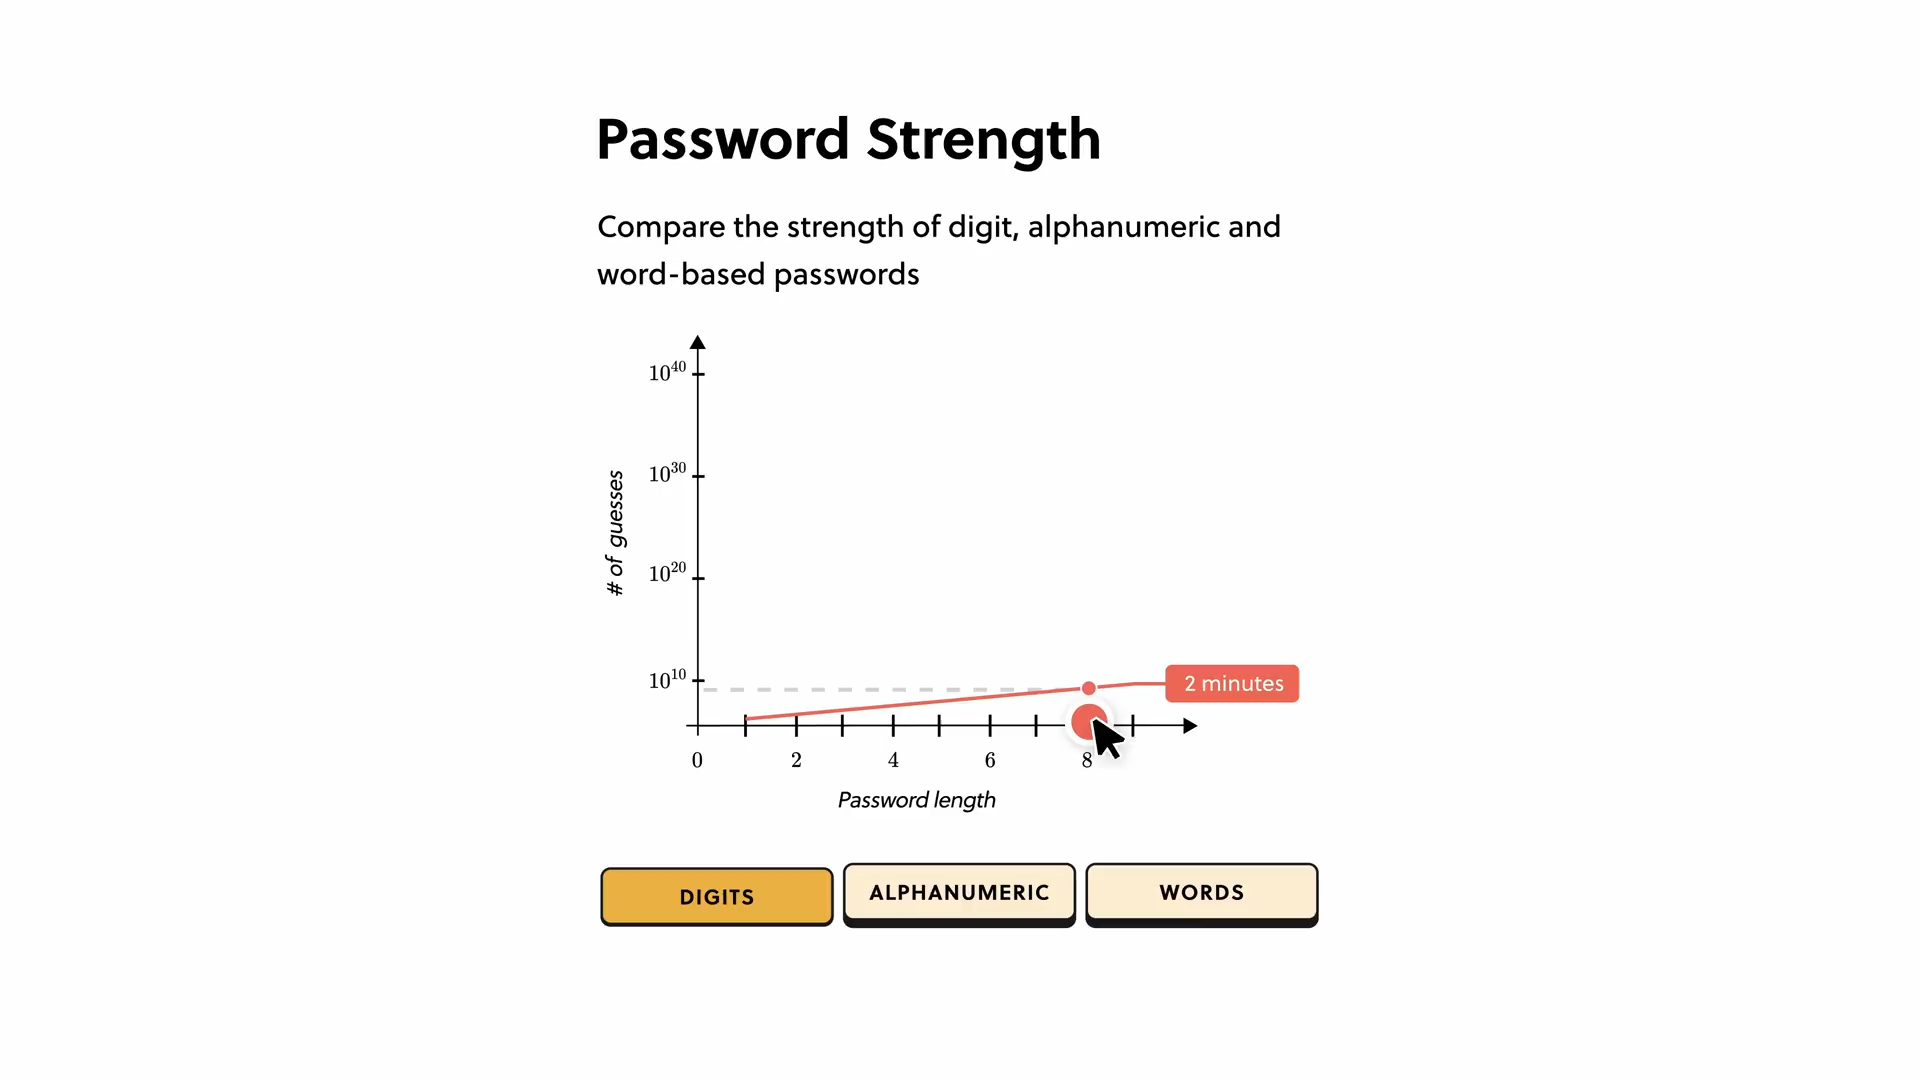 Password Strength
Compare the strength of digit, alphanumeric and
word-based passwords
10^40
10^30
# of guesses
10^20
10^10
2 minutes
0 2 4 6 8
Password length
DIGITS ALPHANUMERIC WORDS